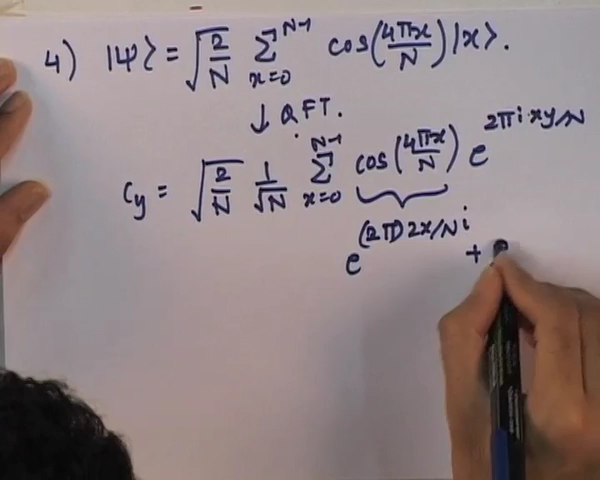 4) |Ψ⟩ = √(2/N) Σ_{x=0}^{N-1} cos(4πx/N) |x⟩.
↓ QFT.
C_y = √(2/N) 1/√N Σ_{x=0}^{N-1} cos(4πx/N) e^{2πi·xy/N}
e^{(2π)2x/N i} + e